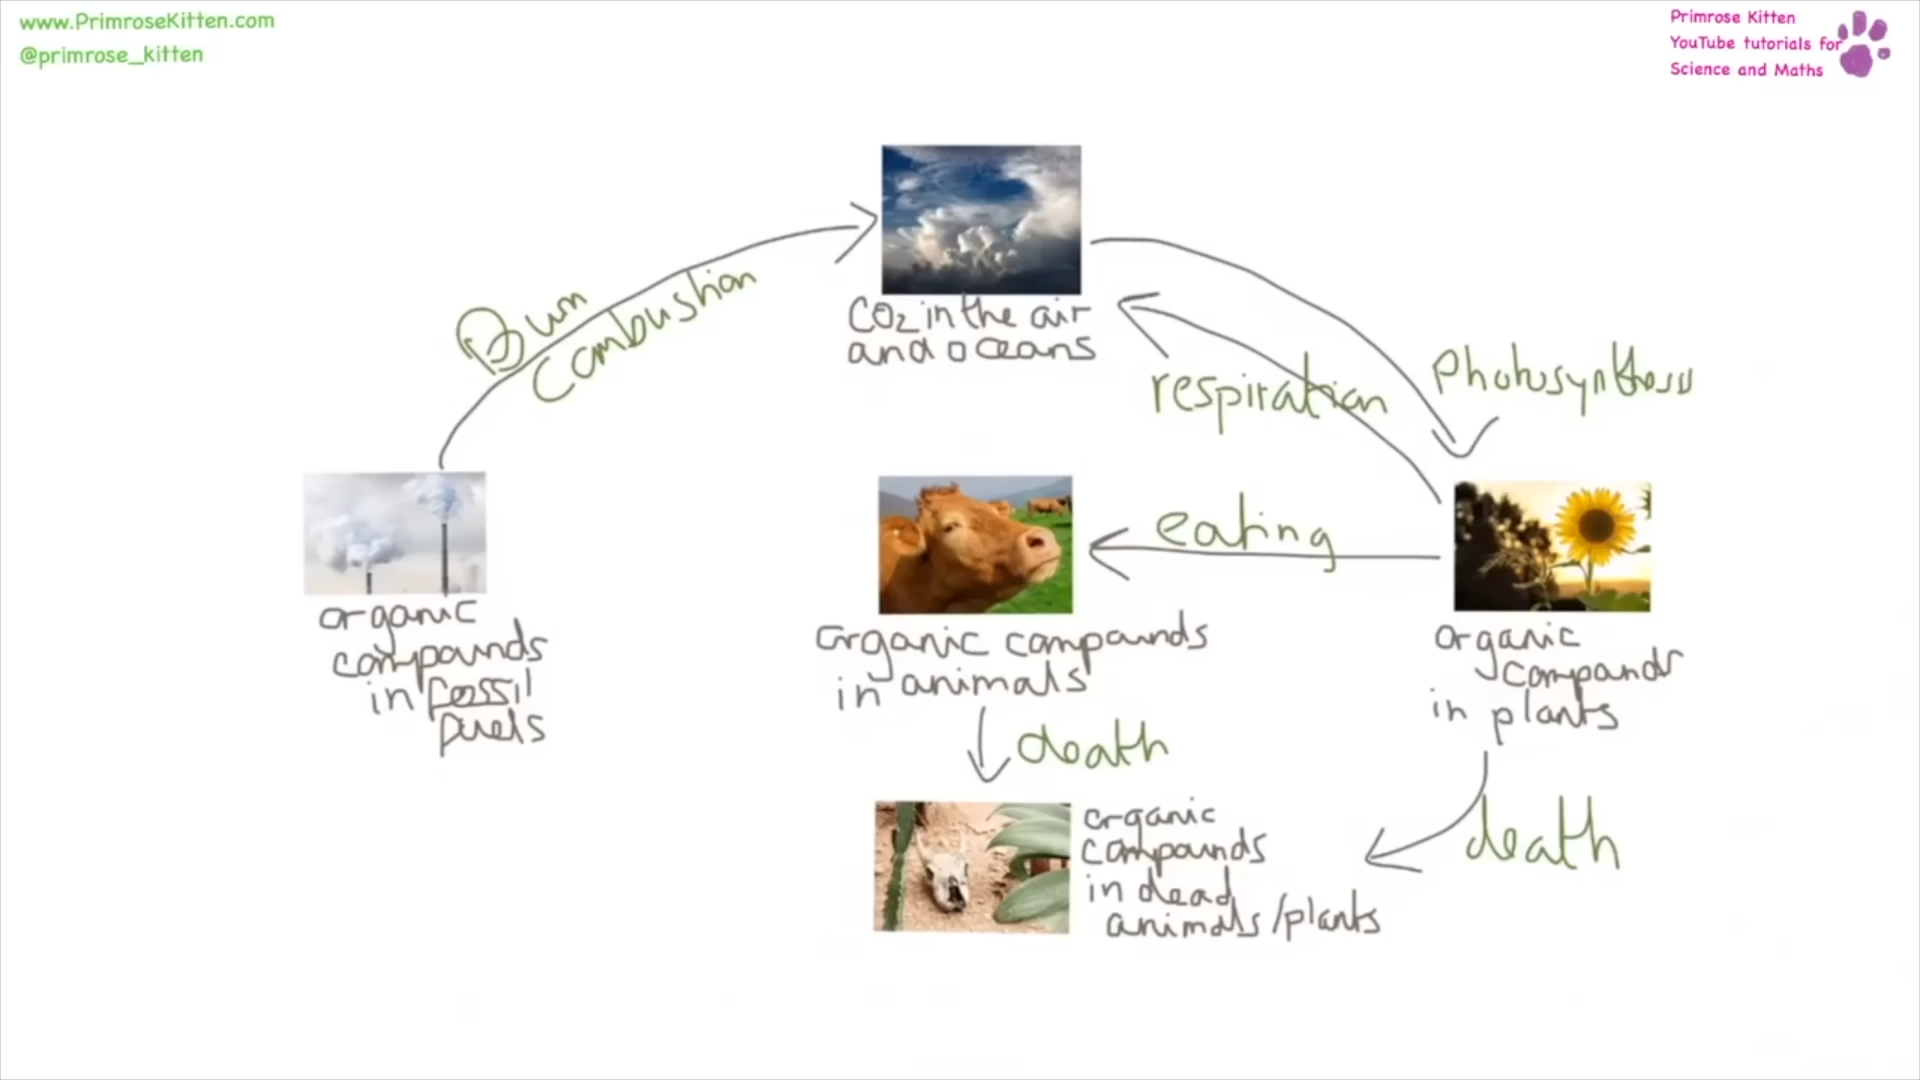 www.PrimroseKitten.com
@primrose_kitten
Primrose Kitten
YouTube tutorials for
Science and Maths
CO₂ in the air
and oceans
Burn
Combustion
respiration
Photosynthesis
eating
organic
compounds
in fossil
fuels
organic compounds
in animals
organic
compounds
in plants
death
death
organic
compounds
in dead
animals/plants